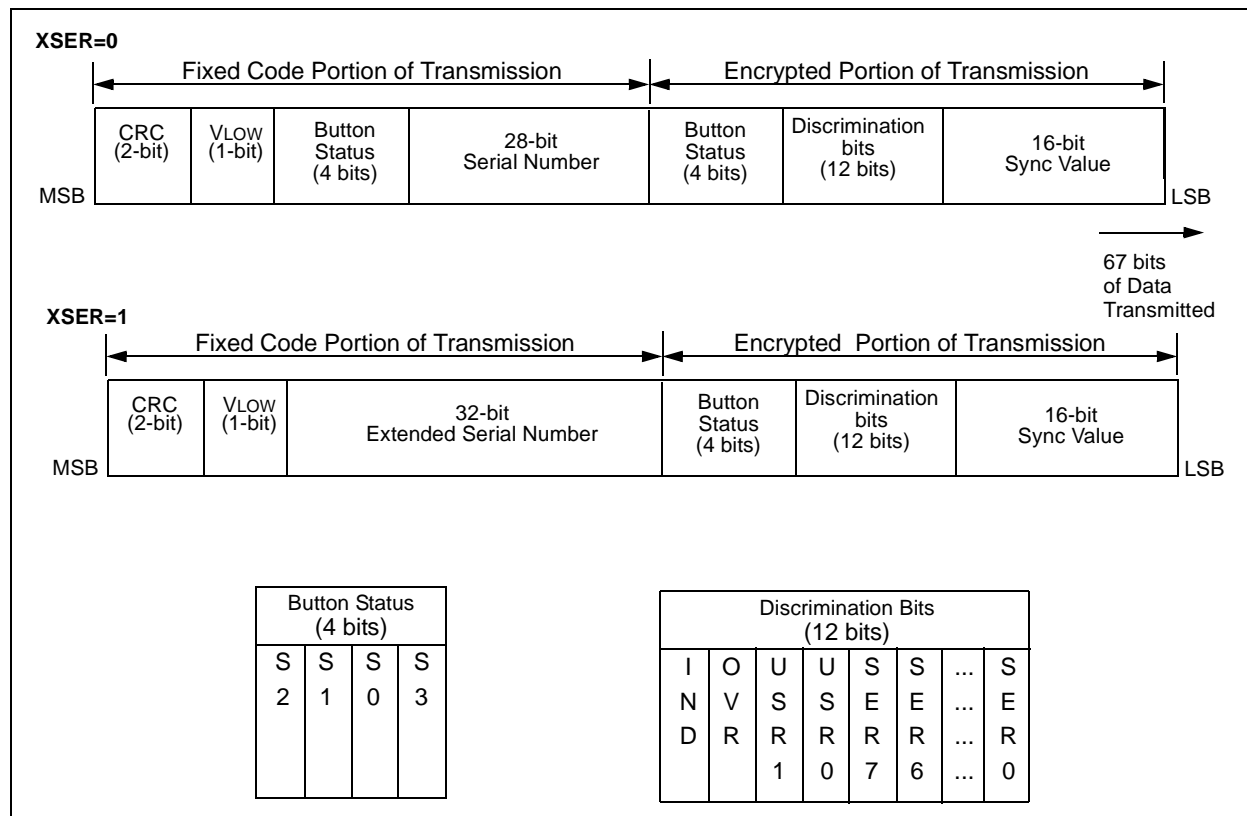 XSER=0
Fixed Code Portion of Transmission
Encrypted Portion of Transmission
CRC
(2-bit)
VLOW
(1-bit)
Button
Status
(4 bits)
28-bit
Serial Number
Button
Status
(4 bits)
Discrimination
bits
(12 bits)
16-bit
Sync Value
MSB
LSB
67 bits
of Data
Transmitted
XSER=1
Fixed Code Portion of Transmission
Encrypted Portion of Transmission
CRC
(2-bit)
VLOW
(1-bit)
32-bit
Extended Serial Number
Button
Status
(4 bits)
Discrimination
bits
(12 bits)
16-bit
Sync Value
MSB
LSB
Button Status
(4 bits)
S S S S
2 1 0 3
Discrimination Bits
(12 bits)
I O U U S S ... S
N V S S E E ... E
D R R R R R ... R
1 0 7 6 ... 0